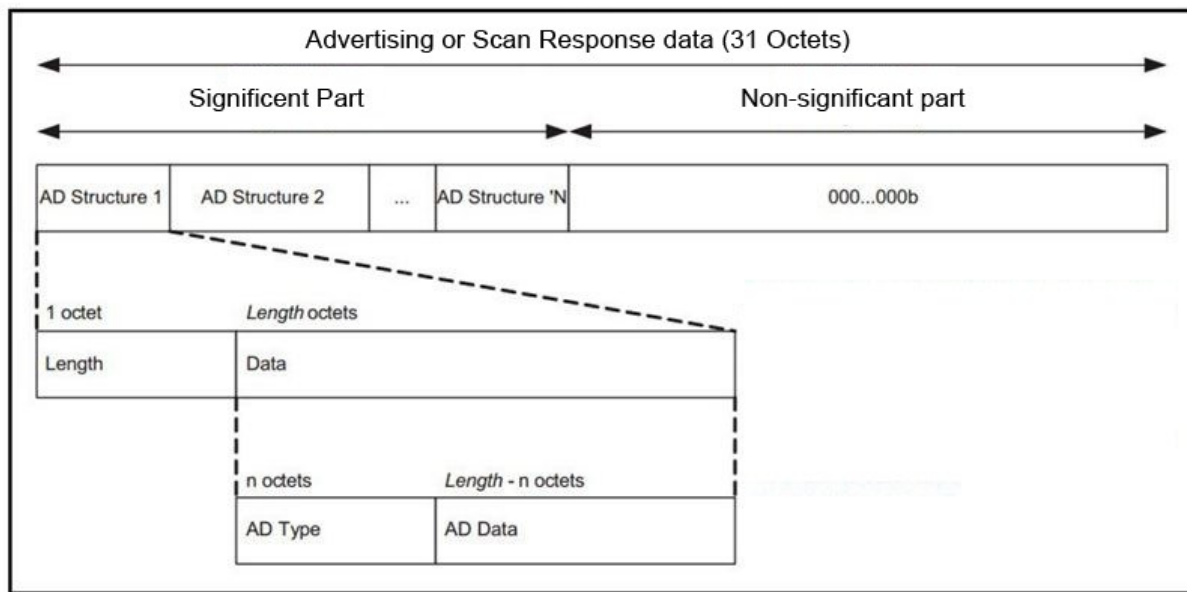 Advertising or Scan Response data (31 Octets)
Significent Part
Non-significant part
AD Structure 1
AD Structure 2
...
AD Structure 'N
000...000b
1 octet
Length octets
Length
Data
n octets
Length - n octets
AD Type
AD Data